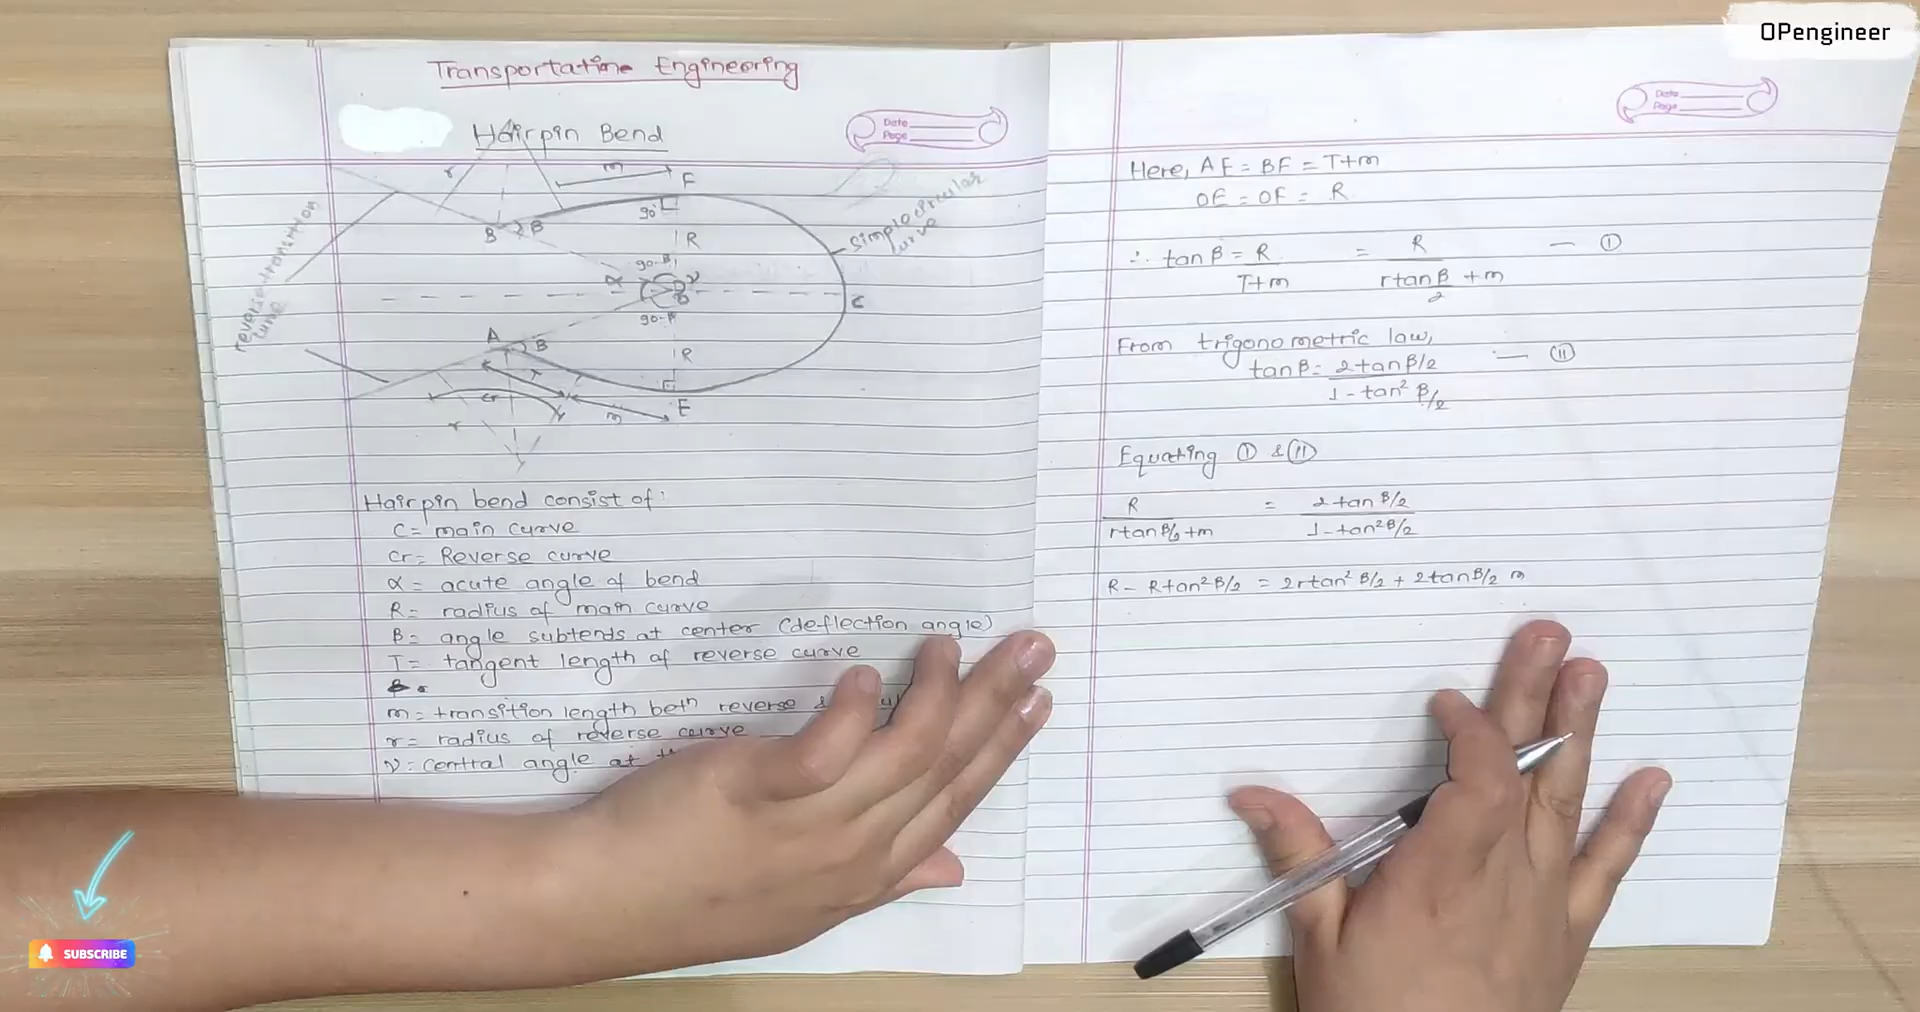 OPengineer
Transportation Engineering
Hairpin Bend
Date
Page
r
m
F
90°
B
β
R
90-β
α
γ
C
simple circular
curve
reverse transition
curve
90-β
A
β
R
T
cr
m
E
r
Hairpin bend consist of:
C = main curve
Cr = Reverse curve
α = acute angle of bend
R = radius of main curve
β = angle subtends at center (deflection angle)
T = tangent length of reverse curve
m = transition length betn reverse &
r = radius of reverse curve
γ = central angle at
Date
Page
Here, AE = BF = T+m
OE = OF = R
∴ tan β = R / T+m = R / r tan β/2 + m — (I)
From trigonometric law,
tan β = 2 tan β/2 / 1 - tan² β/2 — (II)
Equating (I) & (II)
R / r tan β/2 + m = 2 tan β/2 / 1 - tan² β/2
R - R tan² β/2 = 2r tan² β/2 + 2 tan β/2 m
SUBSCRIBE